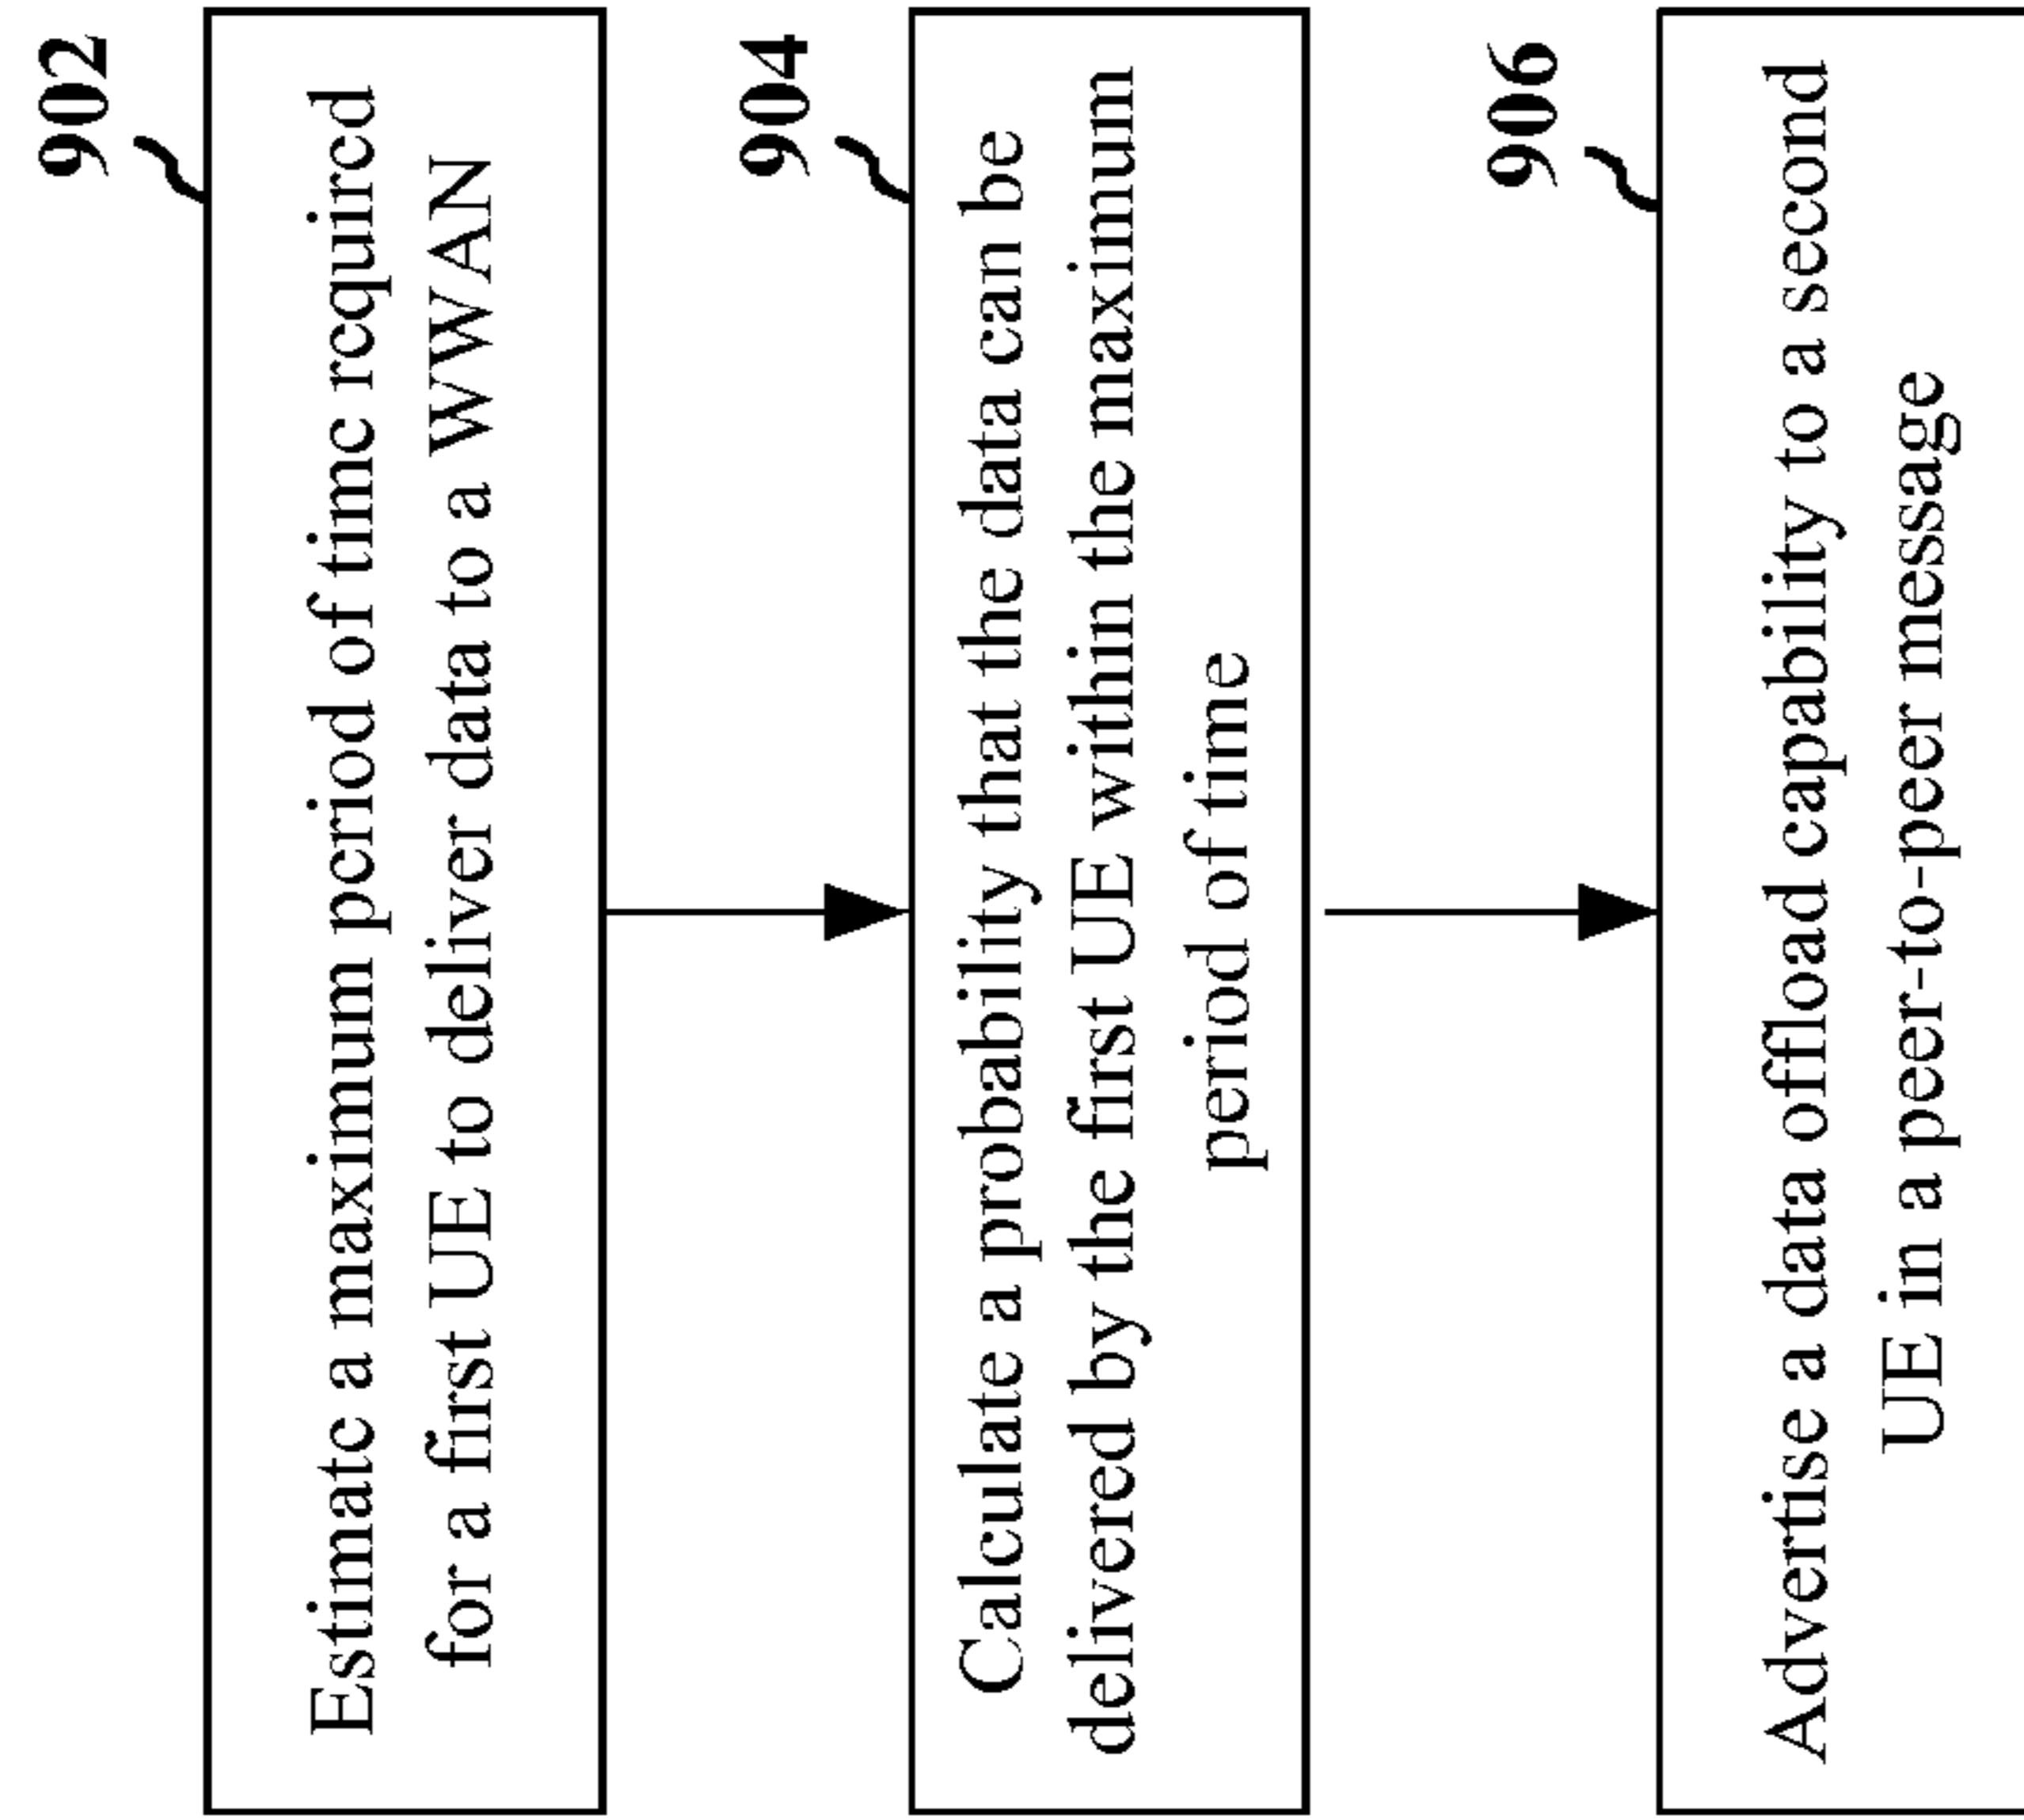 902
Estimate a maximum period of time required
for a first UE to deliver data to a WWAN
904
Calculate a probability that the data can be
delivered by the first UE within the maximum
period of time
906
Advertise a data offload capability to a second
UE in a peer-to-peer message